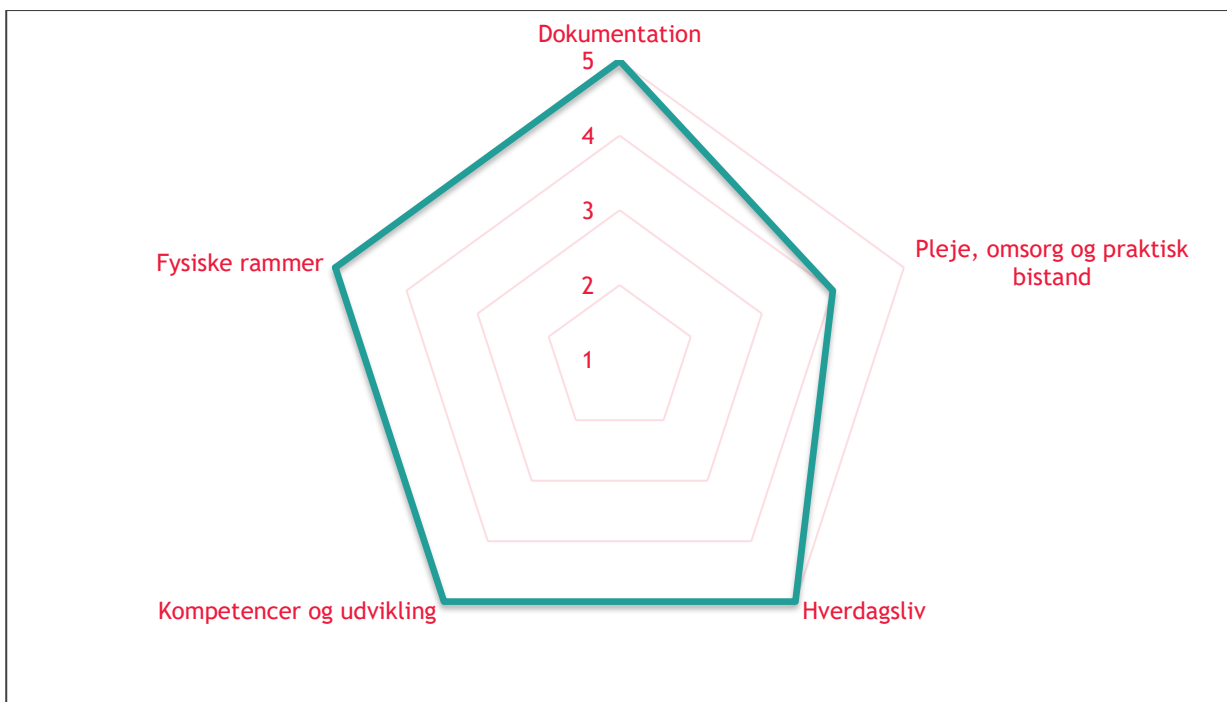 Dokumentation
5
4
3
2
1
Pleje, omsorg og praktisk
bistand
Fysiske rammer
Kompetencer og udvikling
Hverdagsliv